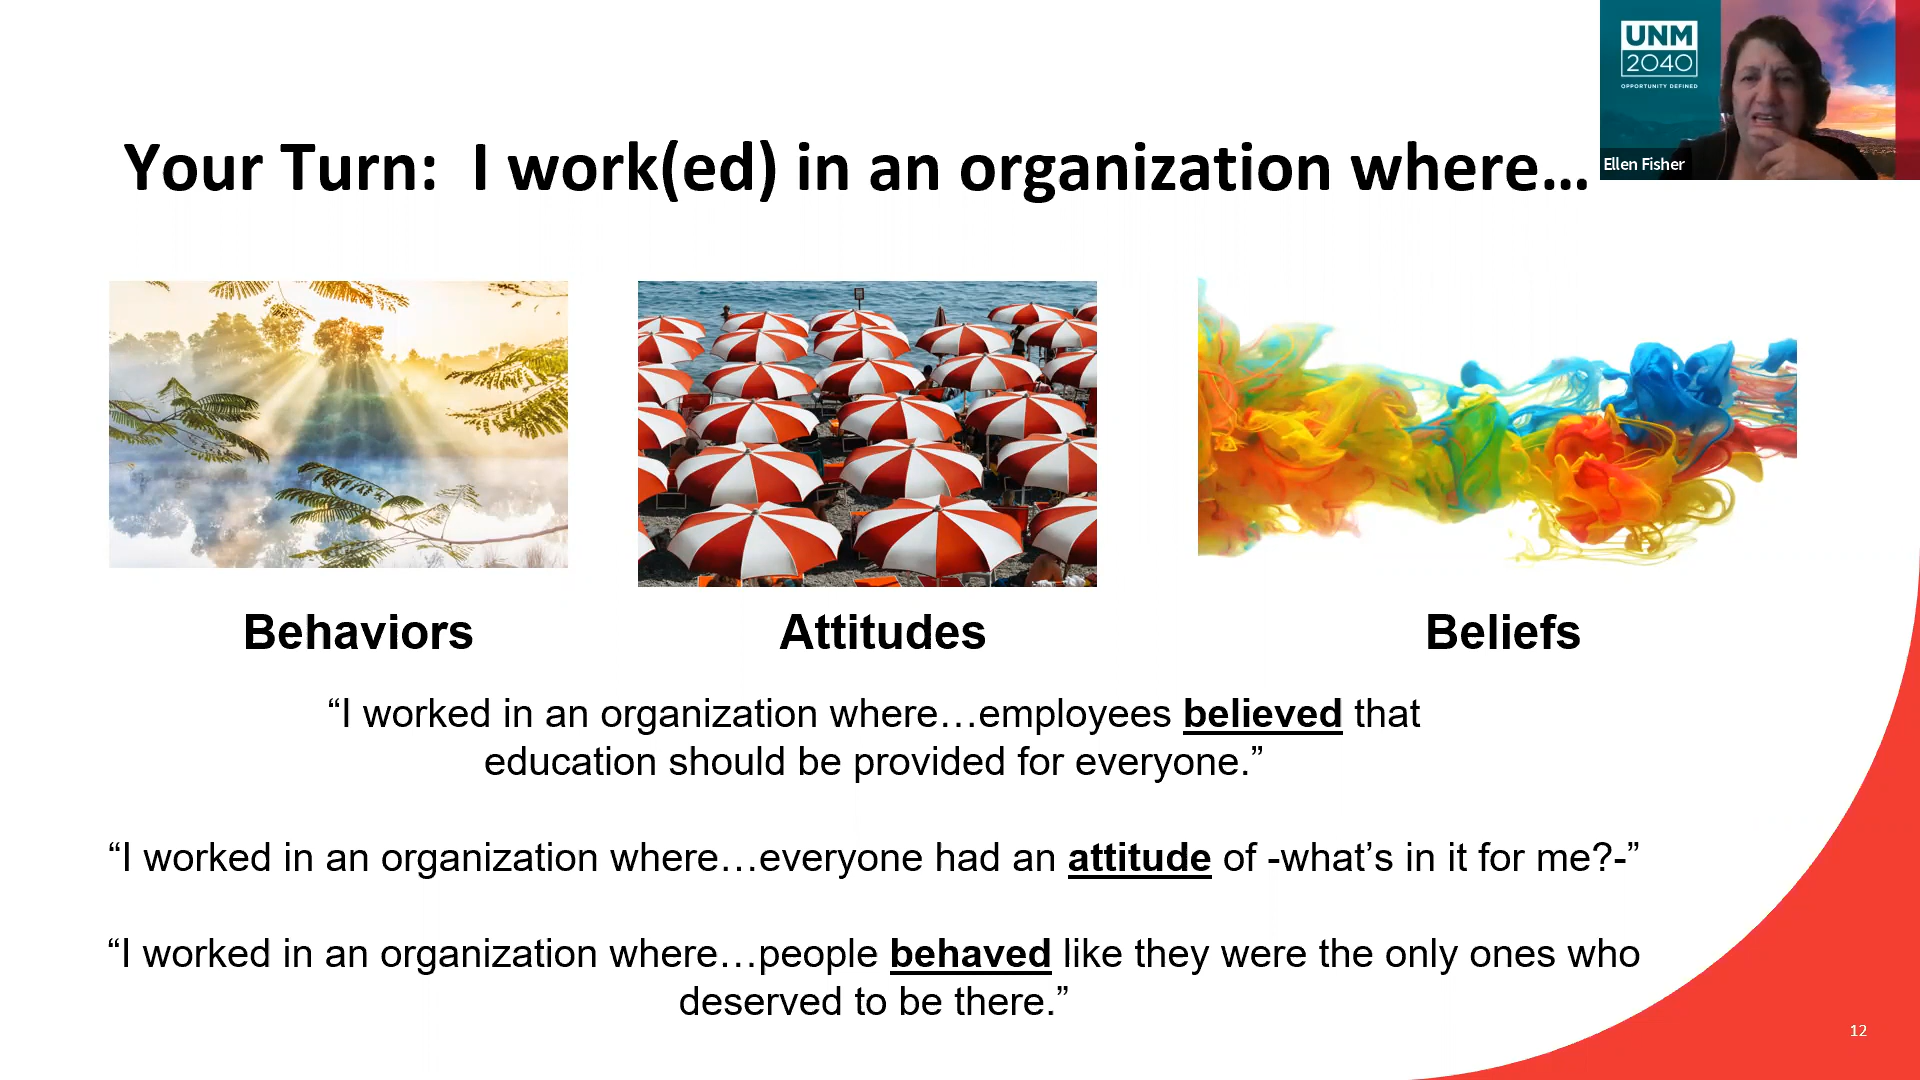 UNM
2040
OPPORTUNITY DEFINED
Ellen Fisher
Your Turn:  I work(ed) in an organization where…
Behaviors
Attitudes
Beliefs
“I worked in an organization where…employees believed that
education should be provided for everyone.”
“I worked in an organization where…everyone had an attitude of -what’s in it for me?-”
“I worked in an organization where…people behaved like they were the only ones who
deserved to be there.”
12